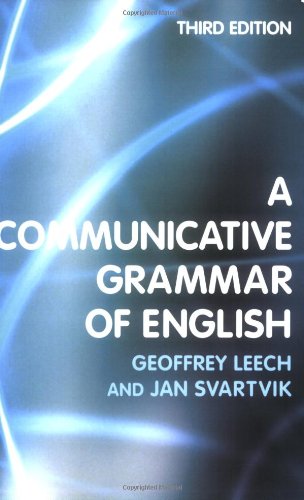 THIRD EDITION
A
COMMUNICATIVE
GRAMMAR
OF ENGLISH
GEOFFREY LEECH
AND JAN SVARTVIK